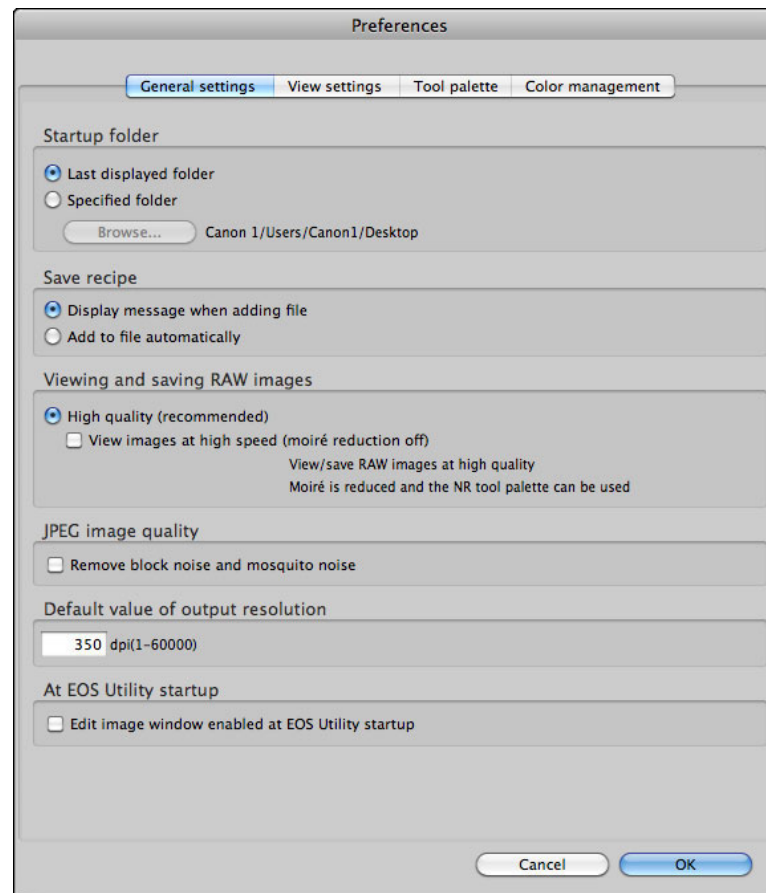 Preferences
General settings View settings Tool palette Color management
Startup folder
Last displayed folder
Specified folder
Browse... Canon 1/Users/Canon1/Desktop
Save recipe
Display message when adding file
Add to file automatically
Viewing and saving RAW images
High quality (recommended)
View images at high speed (moiré reduction off)
View/save RAW images at high quality
Moiré is reduced and the NR tool palette can be used
JPEG image quality
Remove block noise and mosquito noise
Default value of output resolution
350 dpi(1-60000)
At EOS Utility startup
Edit image window enabled at EOS Utility startup
Cancel OK